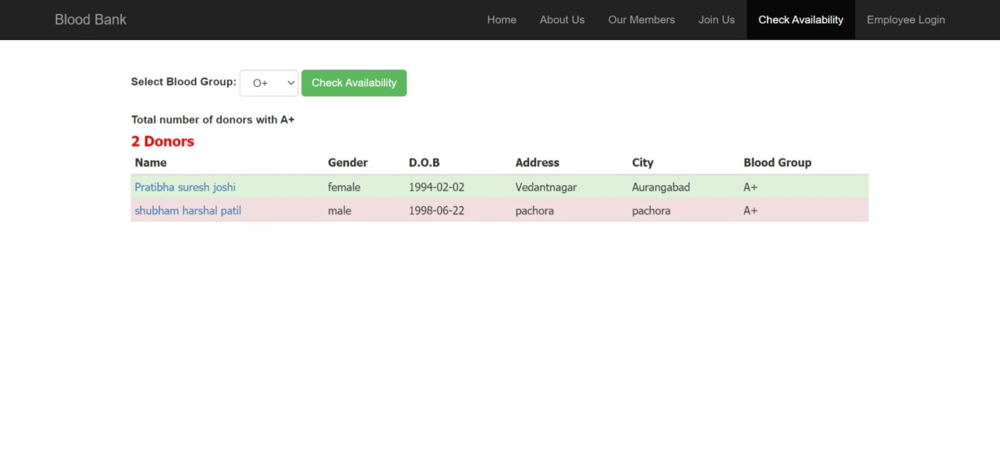 Blood Bank Home About Us Our Members Join Us Check Availability Employee Login
Select Blood Group: O+ Check Availability
Total number of donors with A+
2 Donors
Name Gender D.O.B Address City Blood Group
Pratibha suresh joshi female 1994-02-02 Vedantnagar Aurangabad A+
shubham harshal patil male 1998-06-22 pachora pachora A+